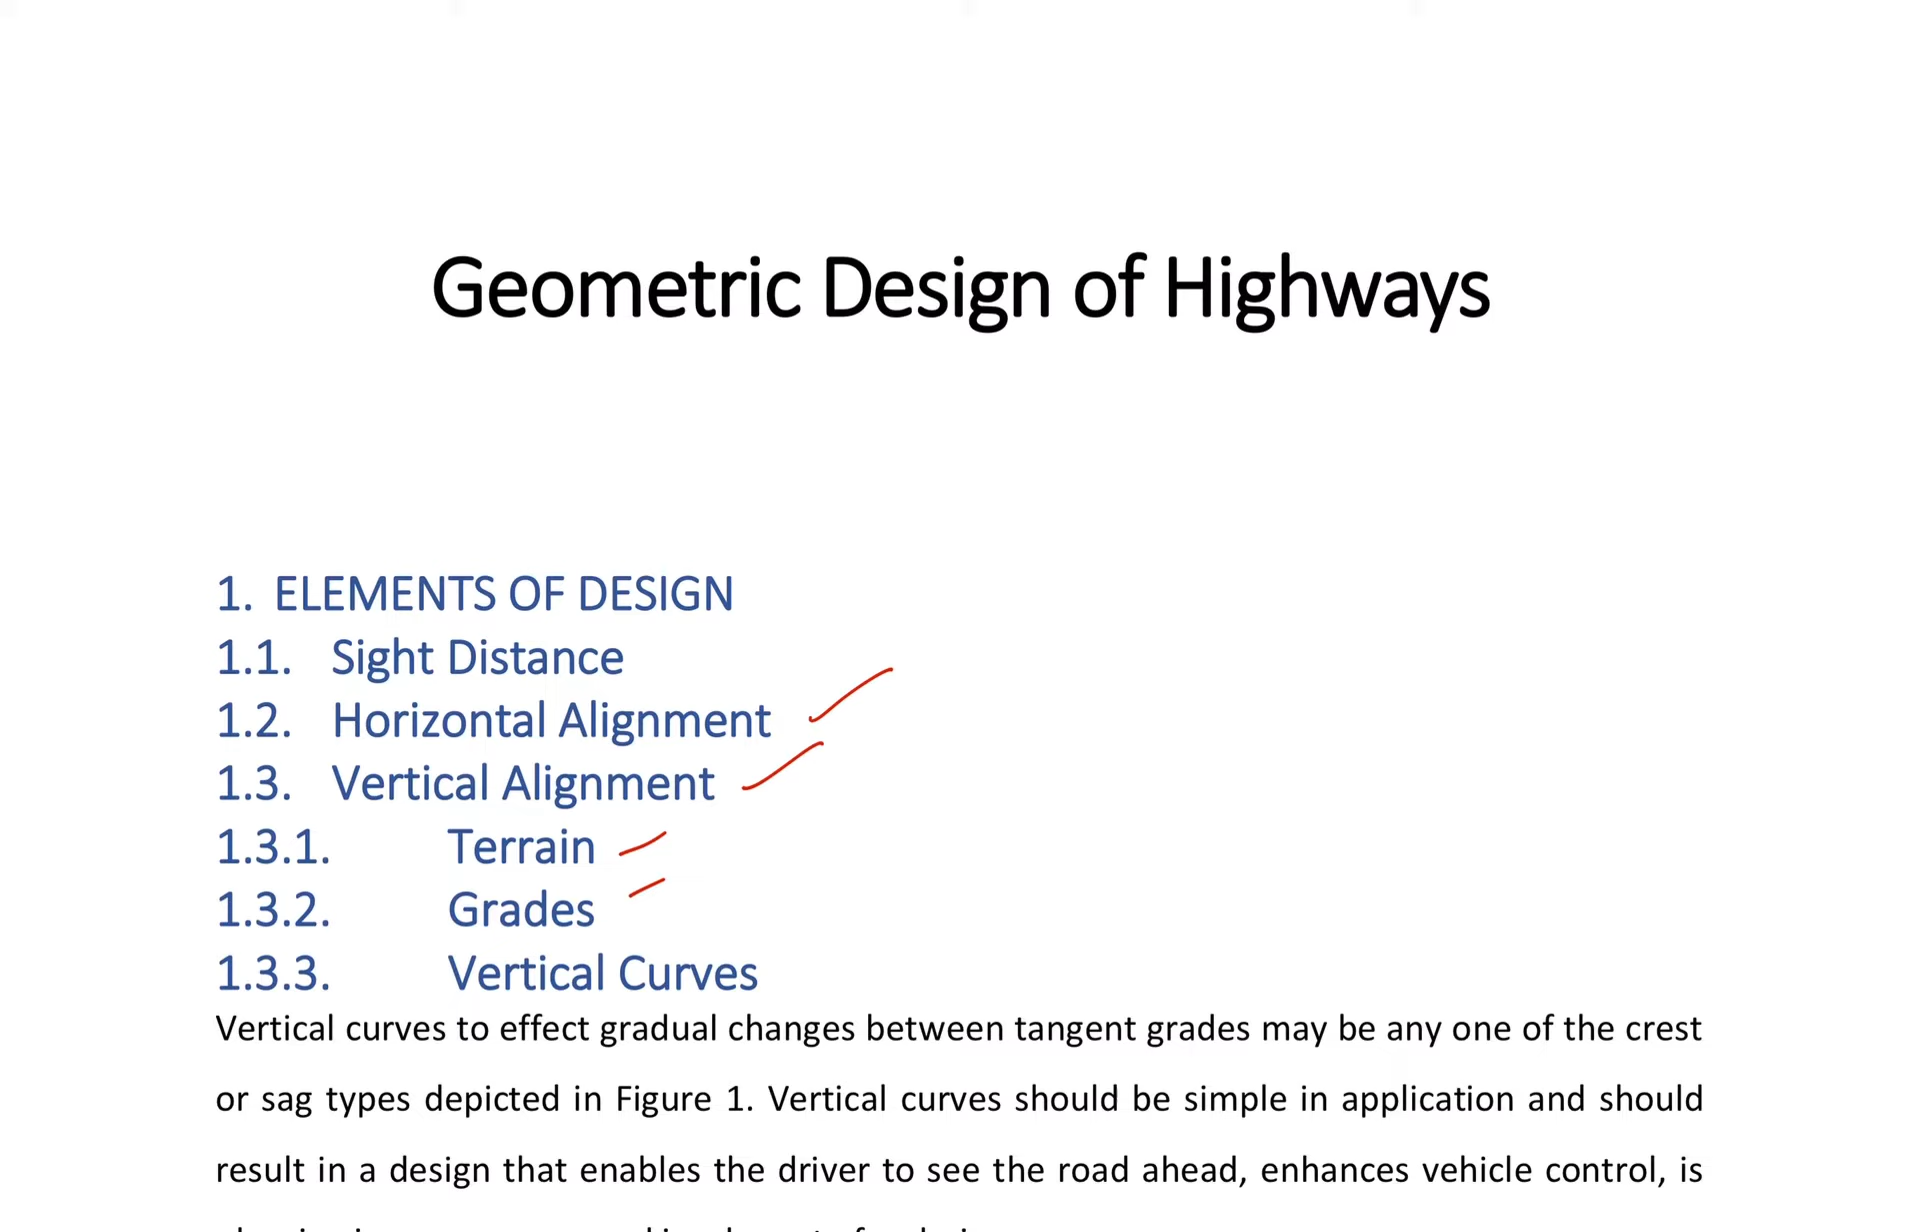 Geometric Design of Highways
1. ELEMENTS OF DESIGN
1.1. Sight Distance
1.2. Horizontal Alignment
1.3. Vertical Alignment
1.3.1. Terrain
1.3.2. Grades
1.3.3. Vertical Curves
Vertical curves to effect gradual changes between tangent grades may be any one of the crest
or sag types depicted in Figure 1. Vertical curves should be simple in application and should
result in a design that enables the driver to see the road ahead, enhances vehicle control, is